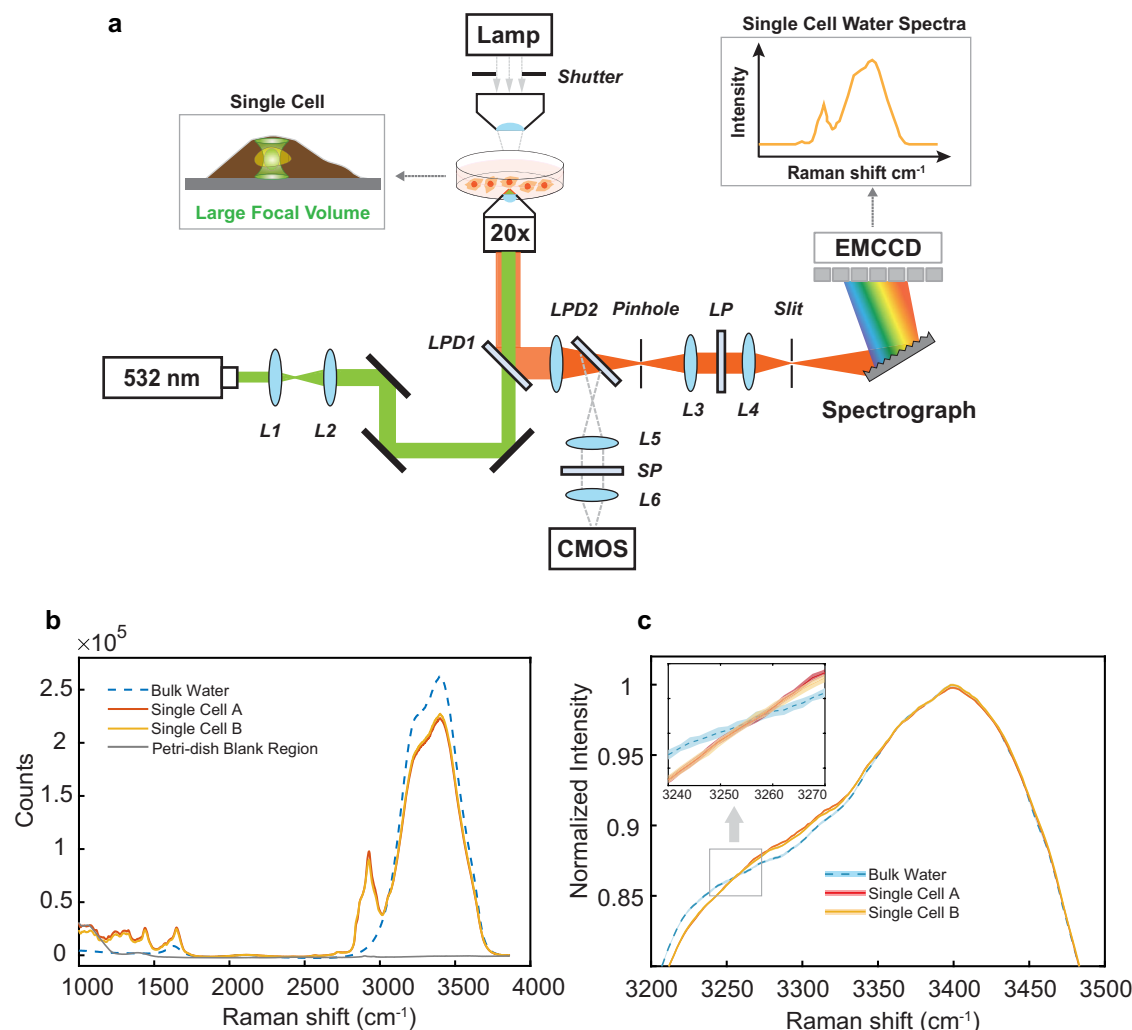 a
Lamp
Shutter
Single Cell
Large Focal Volume
20x
Single Cell Water Spectra
Intensity
Raman shift cm⁻¹
EMCCD
LPD1
LPD2
Pinhole
LP
Slit
532 nm
L1
L2
L3
L4
Spectrograph
L5
SP
L6
CMOS
b
×10⁵
Counts
2.5
2
1.5
1
0.5
0
Bulk Water
Single Cell A
Single Cell B
Petri-dish Blank Region
1000 1500 2000 2500 3000 3500 4000
Raman shift (cm⁻¹)
c
Normalized Intensity
1
0.95
0.9
0.85
3240 3250 3260 3270
Bulk Water
Single Cell A
Single Cell B
3200 3250 3300 3350 3400 3450 3500
Raman shift (cm⁻¹)